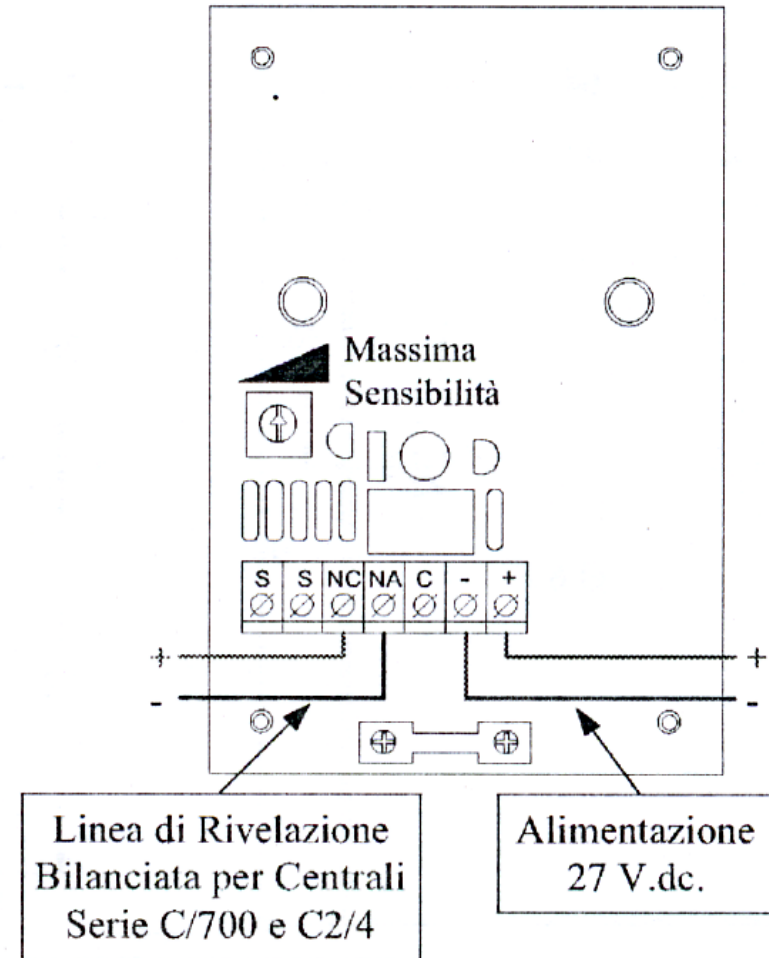 Massima
Sensibilità
S S NC NA C - +
+ +
- -
Linea di Rivelazione
Bilanciata per Centrali
Serie C/700 e C2/4
Alimentazione
27 V.dc.